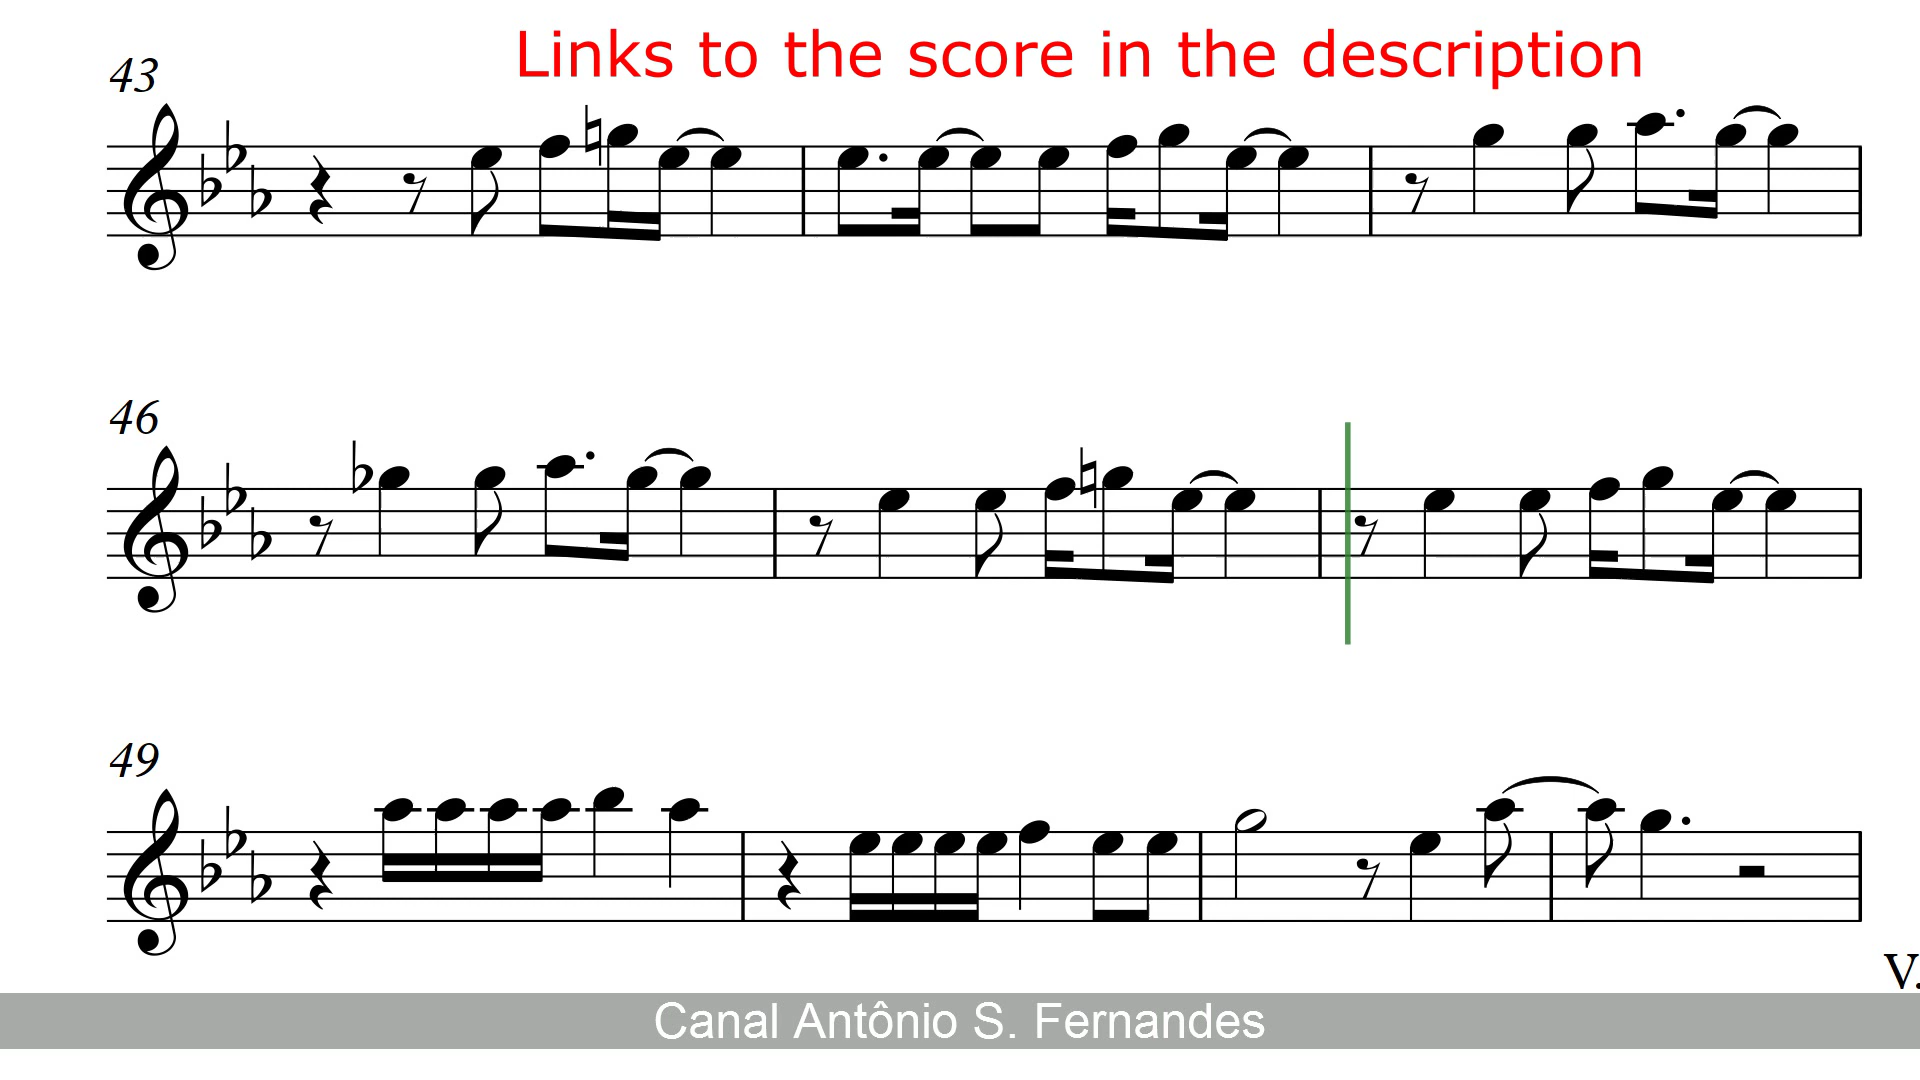 Links to the score in the description
43
46
49
V.
Canal Antônio S. Fernandes